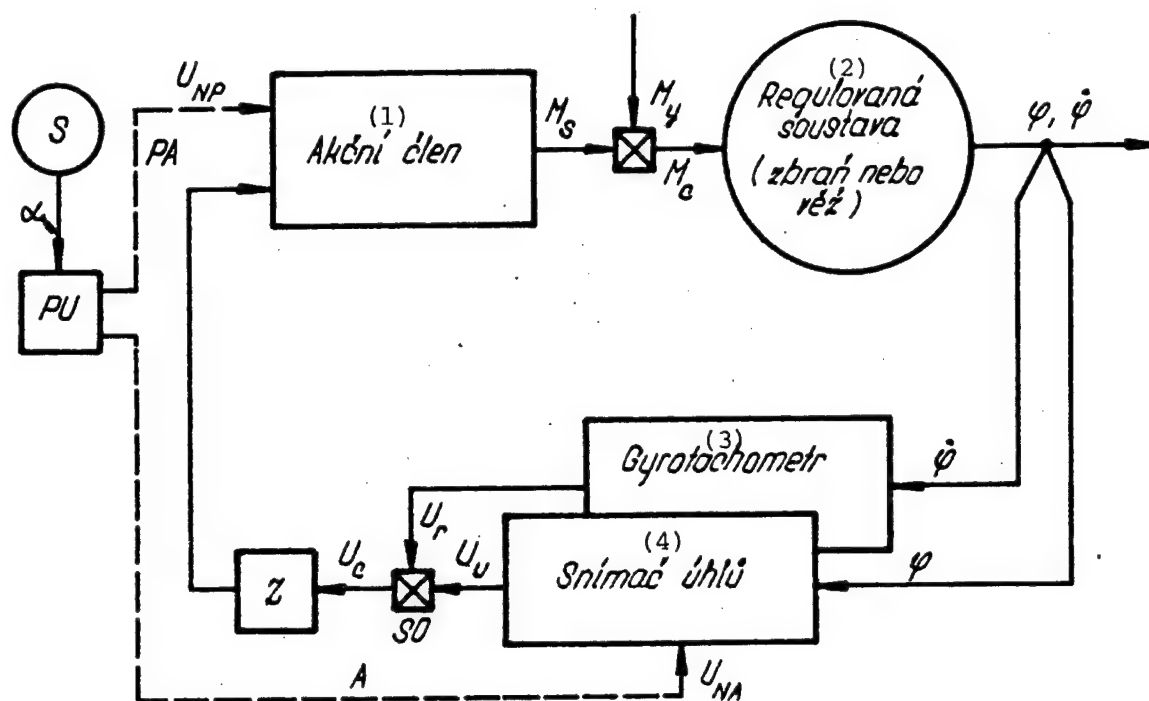 S
α
PU
U_NP
PA
(1)
Akční člen
M_s
M_y
M_c
(2)
Regulovaná
soustava
(zbraň nebo
věž)
φ, φ̇
(3)
Gyrotachometr
φ̇
(4)
Snímač úhlů
φ
U_r
U_u
U_c
SO
Z
A
U_NA